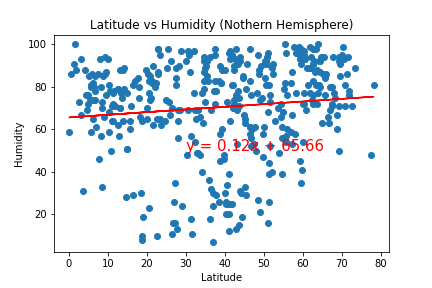 Latitude vs Humidity (Nothern Hemisphere)
100
80
60
40
20
Humidity
y = 0.12x + 65.66
0 10 20 30 40 50 60 70 80
Latitude